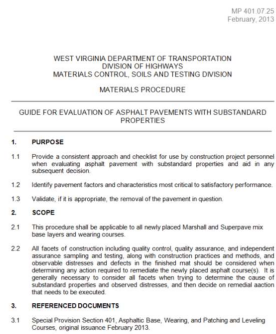 MP 401.07.25
February, 2013
WEST VIRGINIA DEPARTMENT OF TRANSPORTATION
DIVISION OF HIGHWAYS
MATERIALS CONTROL, SOILS AND TESTING DIVISION
MATERIALS PROCEDURE
GUIDE FOR EVALUATION OF ASPHALT PAVEMENTS WITH SUBSTANDARD
PROPERTIES
1. PURPOSE
1.1 Provide a consistent approach and checklist for use by construction project personnel
when evaluating asphalt pavement with substandard properties and aid in any
subsequent decision.
1.2 Identify pavement factors and characteristics most critical to satisfactory performance.
1.3 Validate, if it is appropriate, the removal of the pavement in question.
2. SCOPE
2.1 This procedure shall be applicable to all newly placed Marshall and Superpave mix
base layers and wearing courses.
2.2 All facets of construction including quality control, quality assurance, and independent
assurance sampling and testing, along with construction practices and methods, and
observable distresses and defects in the finished mat should be considered when
determining any action required to remediate the newly placed asphalt course(s). It is
generally necessary to consider all facets when trying to determine the cause of
substandard properties and observed distresses, and then decide on remedial action
that needs to be executed.
3. REFERENCED DOCUMENTS
3.1 Special Provision Section 401, Asphaltic Base, Wearing, and Patching and Leveling
Courses, original issuance February 2013.